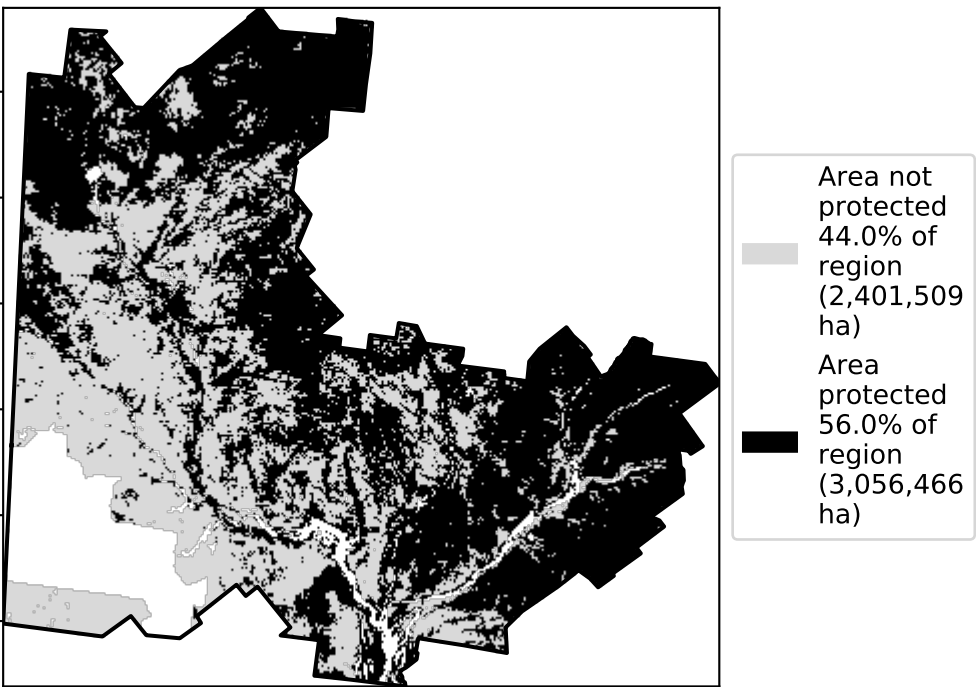 Area not
protected
44.0% of
region
(2,401,509
ha)
Area
protected
56.0% of
region
(3,056,466
ha)